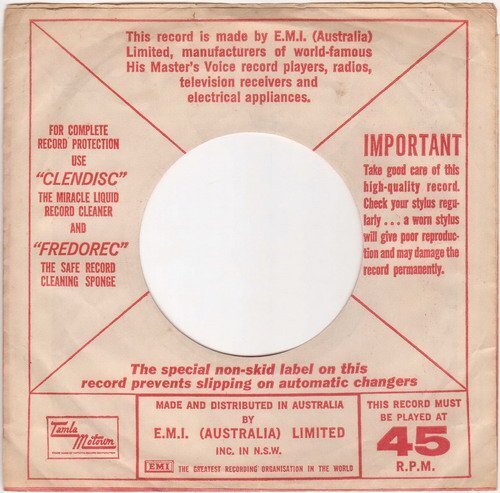 This record is made by E.M.I. (Australia)
Limited, manufacturers of world-famous
His Master's Voice record players, radios,
television receivers and
electrical appliances.
FOR COMPLETE
RECORD PROTECTION
USE
"CLENDISC"
THE MIRACLE LIQUID
RECORD CLEANER
AND
"FREDOREC"
THE SAFE RECORD
CLEANING SPONGE
IMPORTANT
Take good care of this
high-quality record.
Check your stylus regu-
larly . . . a worn stylus
will give poor reproduc-
tion and may damage the
record permanently.
The special non-skid label on this
record prevents slipping on automatic changers
Tamla
Motown
MADE AND DISTRIBUTED IN AUSTRALIA
BY
E.M.I. (AUSTRALIA) LIMITED
INC. IN N.S.W.
EMI THE GREATEST RECORDING ORGANISATION IN THE WORLD
THIS RECORD MUST
BE PLAYED AT
45
R.P.M.